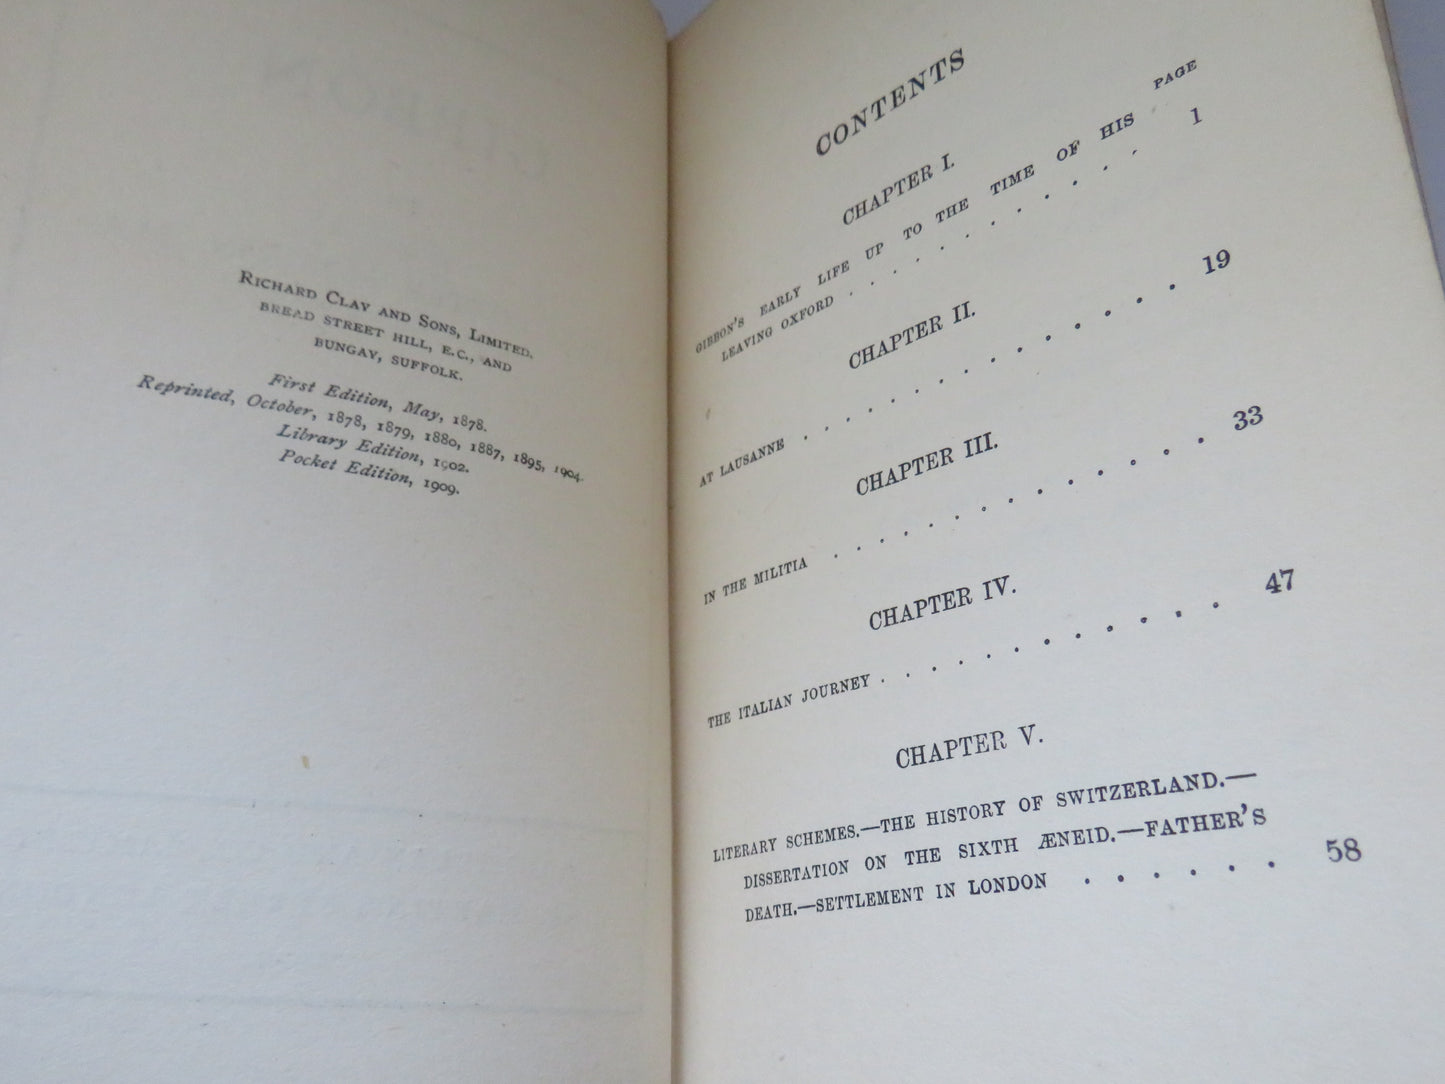 Richard Clay and Sons, Limited.
BREAD STREET HILL, E.C., AND
BUNGAY, SUFFOLK.
First Edition, May, 1878.
Reprinted, October, 1878, 1879, 1880, 1887, 1895, 1904.
Library Edition, 1902.
Pocket Edition, 1909.
CONTENTS
PAGE
CHAPTER I.
GIBBON'S EARLY LIFE UP TO THE TIME OF HIS
LEAVING OXFORD . . . . . . . . . . . 1
CHAPTER II.
AT LAUSANNE . . . . . . . . . . . . 19
CHAPTER III.
IN THE MILITIA . . . . . . . . . . . . 33
CHAPTER IV.
THE ITALIAN JOURNEY . . . . . . . . . . . 47
CHAPTER V.
LITERARY SCHEMES.—THE HISTORY OF SWITZERLAND.—
DISSERTATION ON THE SIXTH ÆNEID.—FATHER'S
DEATH.—SETTLEMENT IN LONDON . . . . . . 58